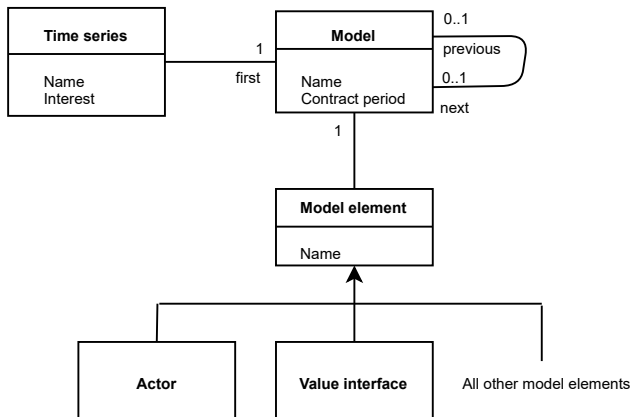 Time series
Name
Interest
1
first
Model
Name
Contract period
0..1
previous
0..1
next
1
Model element
Name
Actor
Value interface
All other model elements